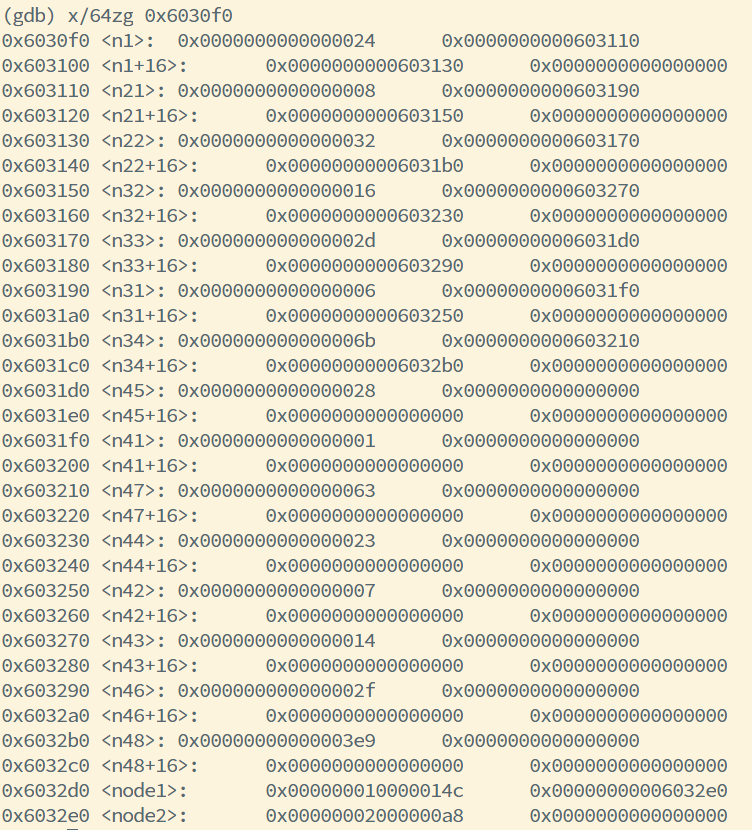 (gdb) x/64zg 0x6030f0
0x6030f0 <n1>: 0x0000000000000024 0x0000000000603110
0x603100 <n1+16>: 0x0000000000603130 0x0000000000000000
0x603110 <n21>: 0x0000000000000008 0x0000000000603190
0x603120 <n21+16>: 0x0000000000603150 0x0000000000000000
0x603130 <n22>: 0x0000000000000032 0x0000000000603170
0x603140 <n22+16>: 0x00000000006031b0 0x0000000000000000
0x603150 <n32>: 0x0000000000000016 0x0000000000603270
0x603160 <n32+16>: 0x0000000000603230 0x0000000000000000
0x603170 <n33>: 0x000000000000002d 0x00000000006031d0
0x603180 <n33+16>: 0x0000000000603290 0x0000000000000000
0x603190 <n31>: 0x0000000000000006 0x00000000006031f0
0x6031a0 <n31+16>: 0x0000000000603250 0x0000000000000000
0x6031b0 <n34>: 0x000000000000006b 0x0000000000603210
0x6031c0 <n34+16>: 0x00000000006032b0 0x0000000000000000
0x6031d0 <n45>: 0x0000000000000028 0x0000000000000000
0x6031e0 <n45+16>: 0x0000000000000000 0x0000000000000000
0x6031f0 <n41>: 0x0000000000000001 0x0000000000000000
0x603200 <n41+16>: 0x0000000000000000 0x0000000000000000
0x603210 <n47>: 0x0000000000000063 0x0000000000000000
0x603220 <n47+16>: 0x0000000000000000 0x0000000000000000
0x603230 <n44>: 0x0000000000000023 0x0000000000000000
0x603240 <n44+16>: 0x0000000000000000 0x0000000000000000
0x603250 <n42>: 0x0000000000000007 0x0000000000000000
0x603260 <n42+16>: 0x0000000000000000 0x0000000000000000
0x603270 <n43>: 0x0000000000000014 0x0000000000000000
0x603280 <n43+16>: 0x0000000000000000 0x0000000000000000
0x603290 <n46>: 0x000000000000002f 0x0000000000000000
0x6032a0 <n46+16>: 0x0000000000000000 0x0000000000000000
0x6032b0 <n48>: 0x00000000000003e9 0x0000000000000000
0x6032c0 <n48+16>: 0x0000000000000000 0x0000000000000000
0x6032d0 <node1>: 0x000000010000014c 0x00000000006032e0
0x6032e0 <node2>: 0x00000002000000a8 0x0000000000000000